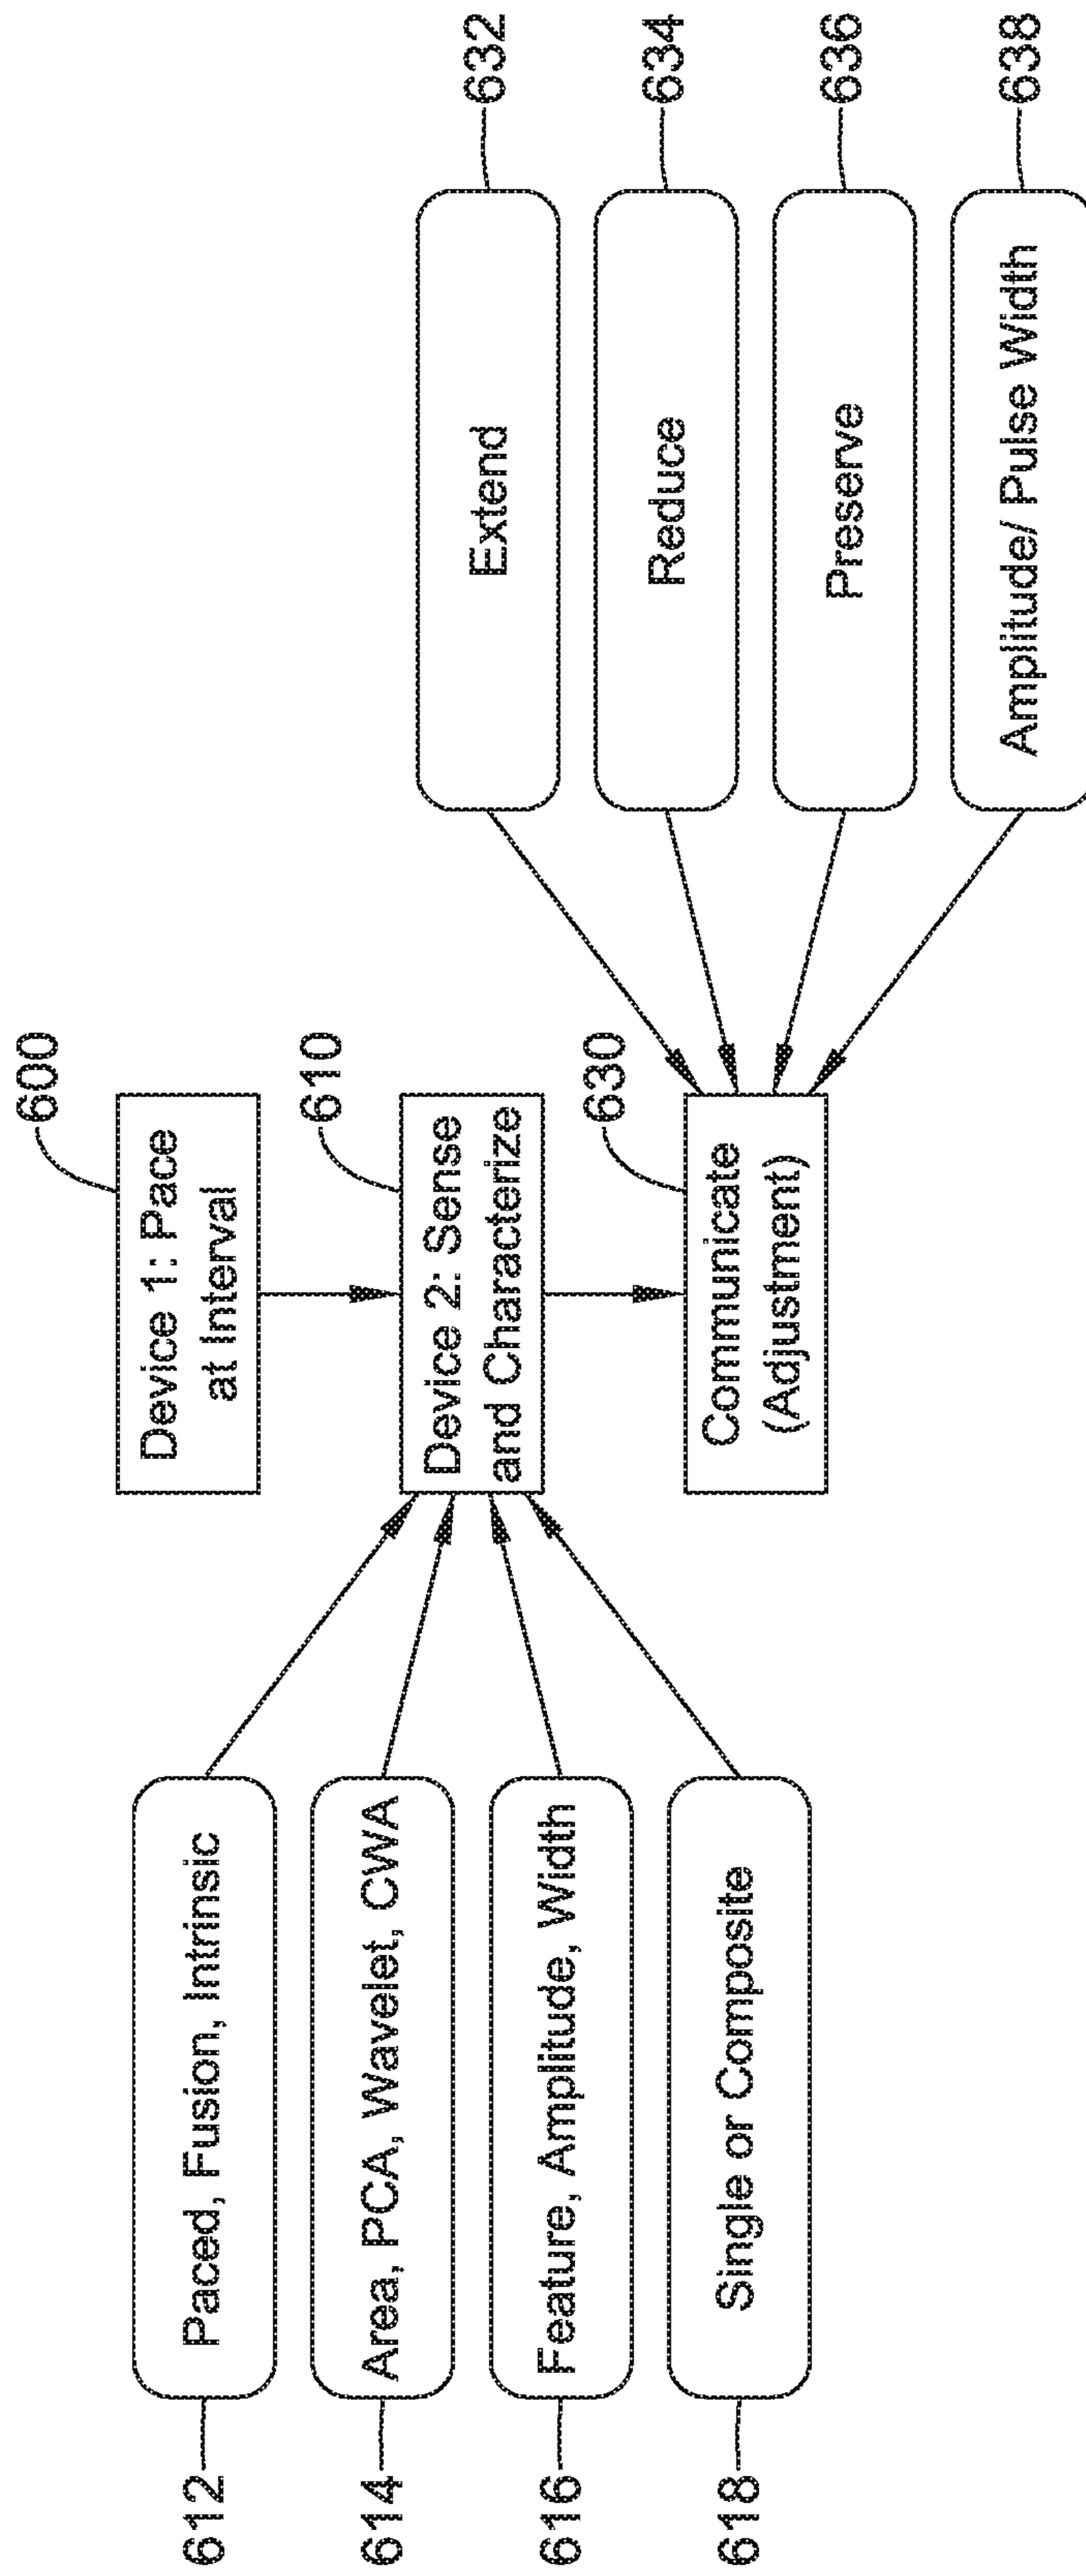 600
Device 1: Pace
at Interval
610
Device 2: Sense
and Characterize
630
Communicate
(Adjustment)
612
Paced, Fusion, Intrinsic
614
Area, PCA, Wavelet, CWA
616
Feature, Amplitude, Width
618
Single or Composite
Extend
632
Reduce
634
Preserve
636
Amplitude/ Pulse Width
638